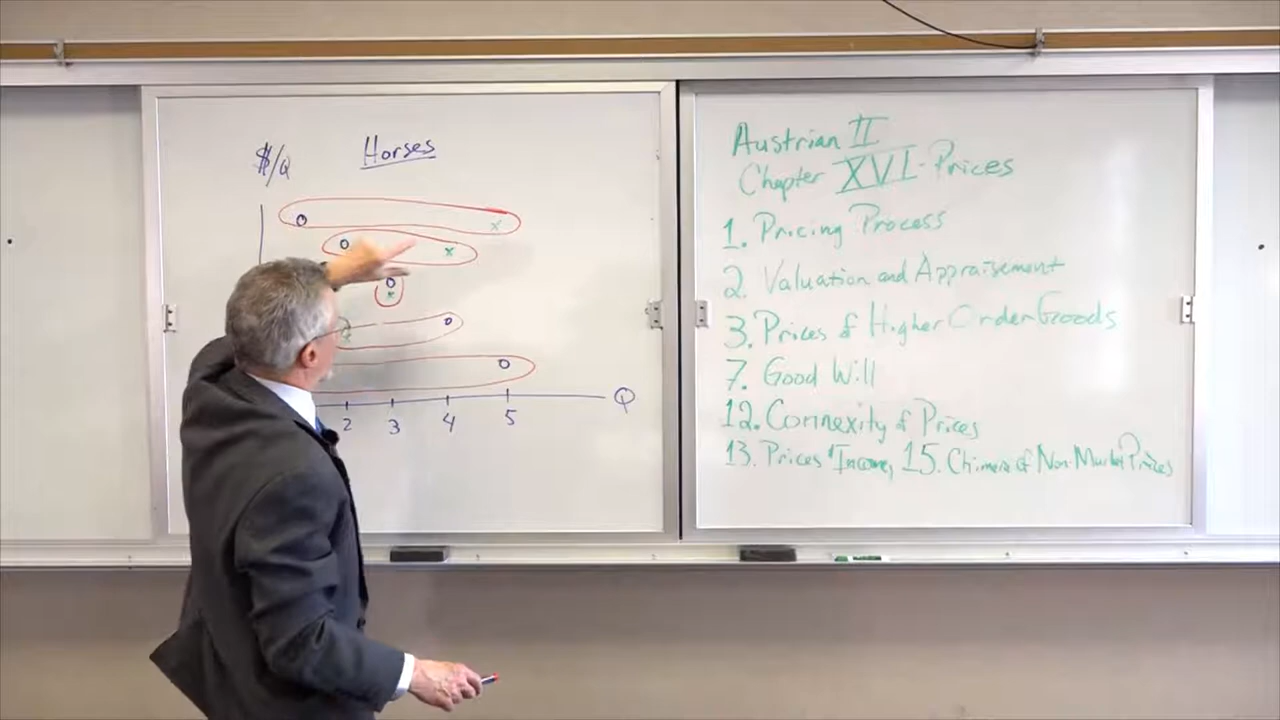 $/Q
Horses
2 3 4 5 Q
Austrian II
Chapter XVI - Prices
1. Pricing Process
2. Valuation and Appraisement
3. Prices of Higher Order Goods
7. Good Will
12. Connexity of Prices
13. Prices & Income, 15. Chimera of Non-Market Prices